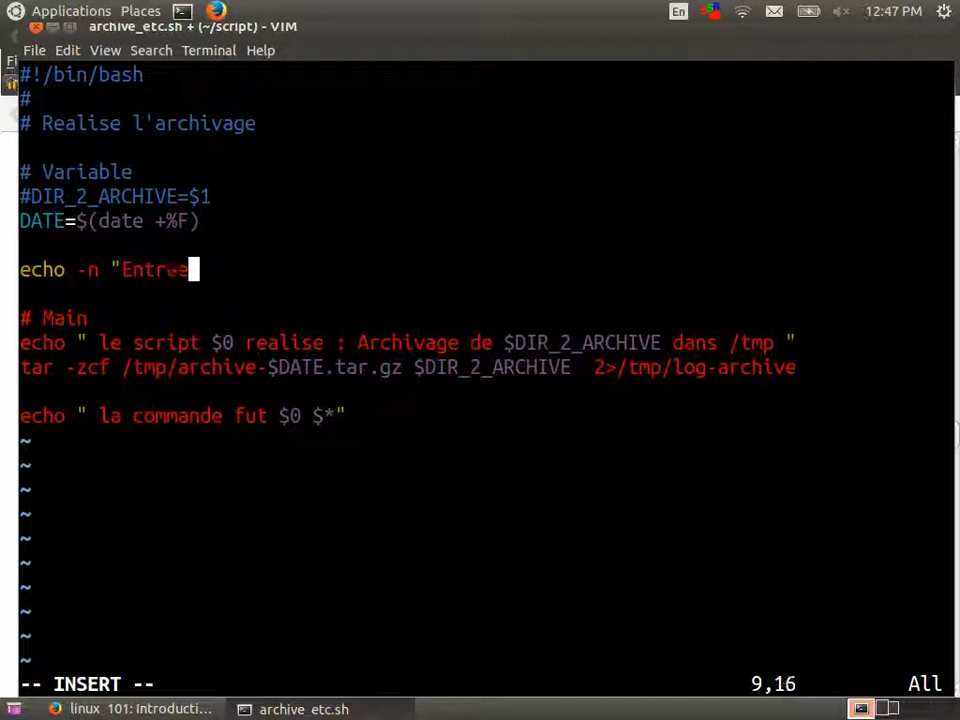 Applications Places En 12:47 PM
archive_etc.sh + (~/script) - VIM
File Edit View Search Terminal Help
Fi
#!/bin/bash
#
# Realise l'archivage
# Variable
#DIR_2_ARCHIVE=$1
DATE=$(date +%F)
echo -n "Entree
# Main
echo " le script $0 realise : Archivage de $DIR_2_ARCHIVE dans /tmp "
tar -zcf /tmp/archive-$DATE.tar.gz $DIR_2_ARCHIVE 2>/tmp/log-archive
echo " la commande fut $0 $*"
~
~
~
~
~
~
~
~
~
~
-- INSERT -- 9,16 All
linux_101: Introducti... archive_etc.sh